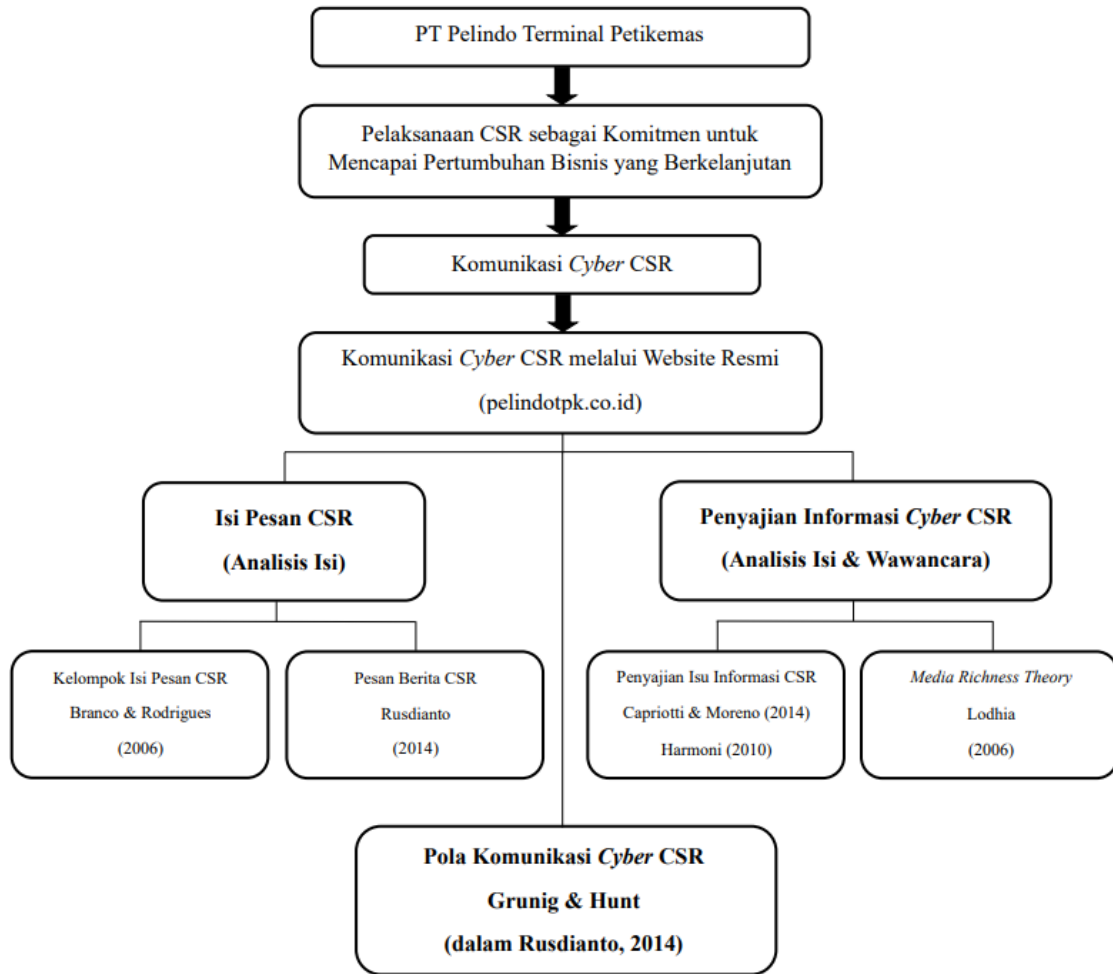 PT Pelindo Terminal Petikemas
Pelaksanaan CSR sebagai Komitmen untuk
Mencapai Pertumbuhan Bisnis yang Berkelanjutan
Komunikasi Cyber CSR
Komunikasi Cyber CSR melalui Website Resmi
(pelindotpk.co.id)
Isi Pesan CSR
(Analisis Isi)
Penyajian Informasi Cyber CSR
(Analisis Isi & Wawancara)
Kelompok Isi Pesan CSR
Branco & Rodrigues
(2006)
Pesan Berita CSR
Rusdianto
(2014)
Penyajian Isu Informasi CSR
Capriotti & Moreno (2014)
Harmoni (2010)
Media Richness Theory
Lodhia
(2006)
Pola Komunikasi Cyber CSR
Grunig & Hunt
(dalam Rusdianto, 2014)